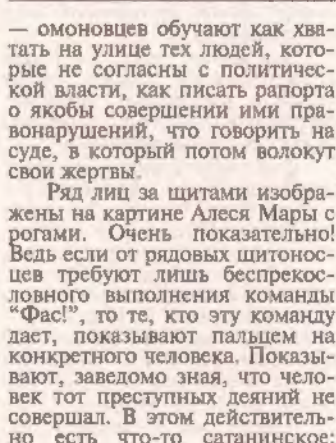 — омоновцев обучают как хва-
тать на улице тех людей, кото-
рые не согласны с политичес-
кой власти, как писать рапорта
о якобы совершении ими пра-
вонарушений, что говорить на
суде, в который потом волокут
свои жертвы.
Ряд лиц за щитами изобра-
жены на картине Алеся Мары с
рогами. Очень показательно!
Ведь если от рядовых щитонос-
цев требуют лишь беспрекос-
ловного выполнения команды
“Фас!”, то те, кто эту команду
дает, показывают пальцем на
конкретного человека. Показы-
вают, заведомо зная, что чело-
век тот преступных деяний не
совершал. В этом действитель-
но есть что-то сатанинское.